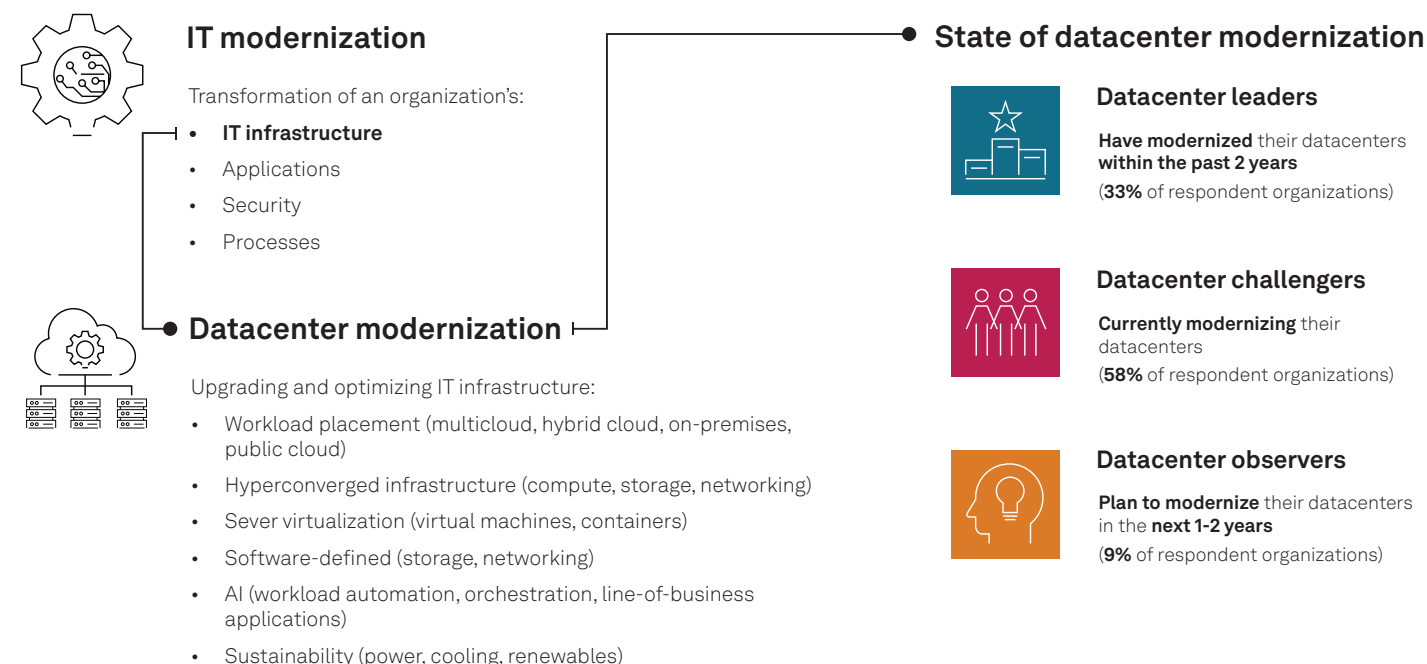 IT modernization
Transformation of an organization's:
• IT infrastructure
• Applications
• Security
• Processes
Datacenter modernization
Upgrading and optimizing IT infrastructure:
• Workload placement (multicloud, hybrid cloud, on-premises,
public cloud)
• Hyperconverged infrastructure (compute, storage, networking)
• Sever virtualization (virtual machines, containers)
• Software-defined (storage, networking)
• AI (workload automation, orchestration, line-of-business
applications)
• Sustainability (power, cooling, renewables)
State of datacenter modernization
Datacenter leaders
Have modernized their datacenters
within the past 2 years
(33% of respondent organizations)
Datacenter challengers
Currently modernizing their
datacenters
(58% of respondent organizations)
Datacenter observers
Plan to modernize their datacenters
in the next 1-2 years
(9% of respondent organizations)